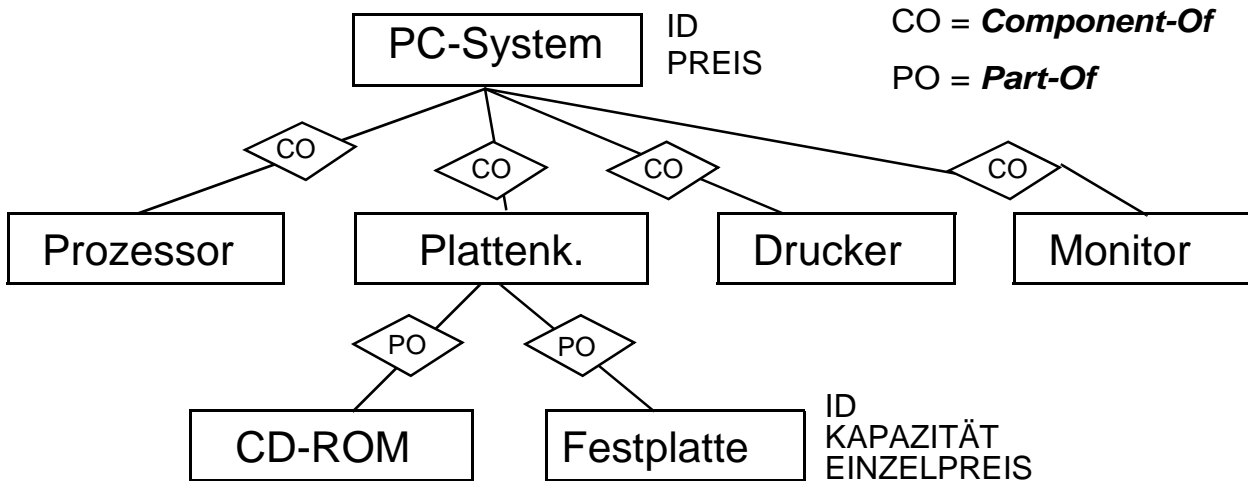 PC-System
ID
PREIS
CO = Component-Of
PO = Part-Of
CO
CO
CO
CO
Prozessor
Plattenk.
Drucker
Monitor
PO
PO
CD-ROM
Festplatte
ID
KAPAZITÄT
EINZELPREIS